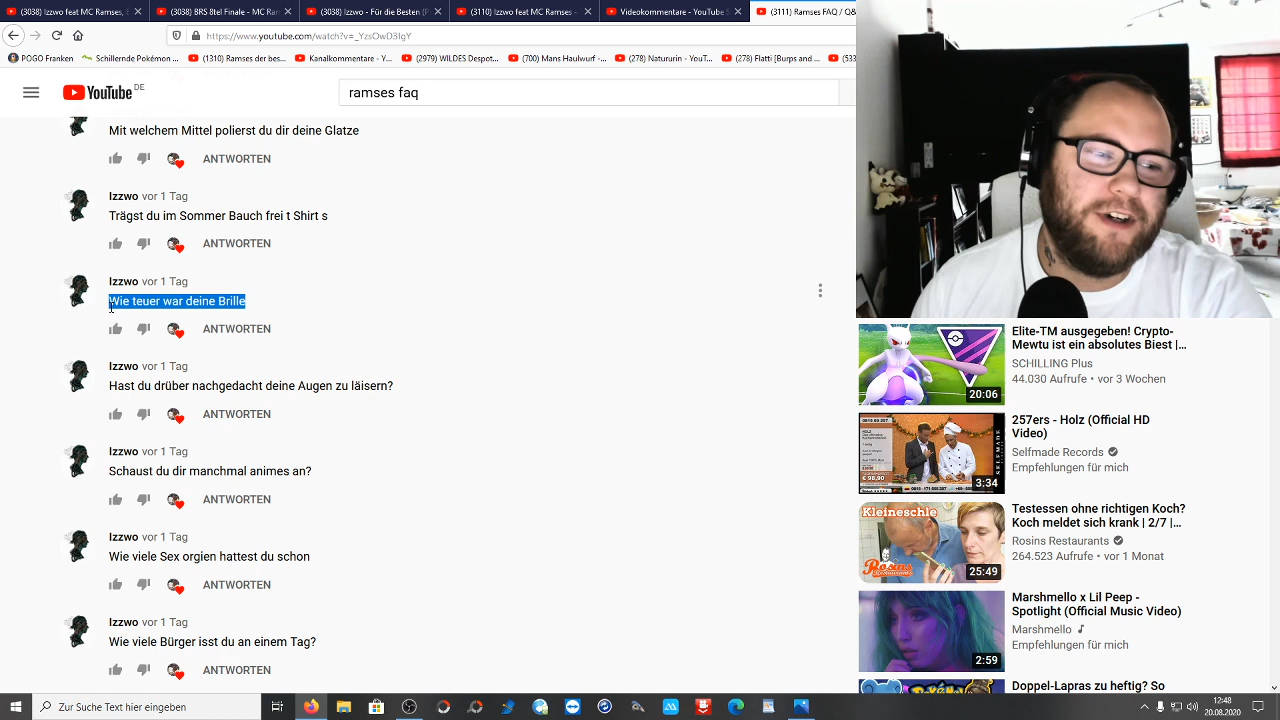 (3038) Izzwo feat MC Ramses,
(3038) BRS 8tel Finale - MC Ran
(3038) Izzwo - Für die Besten (P
(3110) Izzwo feat MC Ramses, -
Videokommentare - YouTube S
(3111) Ramses FAQ / Q&
https://www.youtube.com/watch?v=_YzsOwD3IgY
POGO Franken
Schillernde Pokémon ...
(1310) Ramses der bes...
Kanalkommentare - Y...
(2979) WILDES Despot...
(700) Mirta Haulwurf -...
(278) Natururin - YouT...
(278) Flatti [Burps and ...
YouTube DE
ramses faq
Mit welchem Mittel polierst du dir deine Glatze
ANTWORTEN
Izzwo vor 1 Tag
Trägst du im Sommer Bauch frei t Shirt s
ANTWORTEN
Izzwo vor 1 Tag
Wie teuer war deine Brille
ANTWORTEN
Izzwo vor 1 Tag
Hast du drüber nachgedacht deine Augen zu läisern?
ANTWORTEN
Izzwo vor 1 Tag
Schaust du dir manchmal animes an?
ANTWORTEN
Izzwo vor 1 Tag
Wie viele Sex orgien hattest du schon
ANTWORTEN
Izzwo vor 1 Tag
Wie viele Bürger isst du an einem Tag?
ANTWORTEN
20:06
Elite-TM ausgegeben! Crypto-
Mewtu ist ein absolutes Biest |...
SCHILLING Plus
44.030 Aufrufe • vor 3 Wochen
HOLZ
€ 98,90
SELFMADE
3:34
257ers - Holz (Official HD
Video)
Selfmade Records
Empfehlungen für mich
Kleineschle
Rosins
Restaurants
25:49
Testessen ohne richtigen Koch?
Koch meldet sich krank | 2/7 |...
Rosins Restaurants
264.523 Aufrufe • vor 1 Monat
2:59
Marshmello x Lil Peep -
Spotlight (Official Music Video)
Marshmello
Empfehlungen für mich
Doppel-Lapras zu heftig? So
Zur Suche Text hier eingeben
12:48
20.08.2020